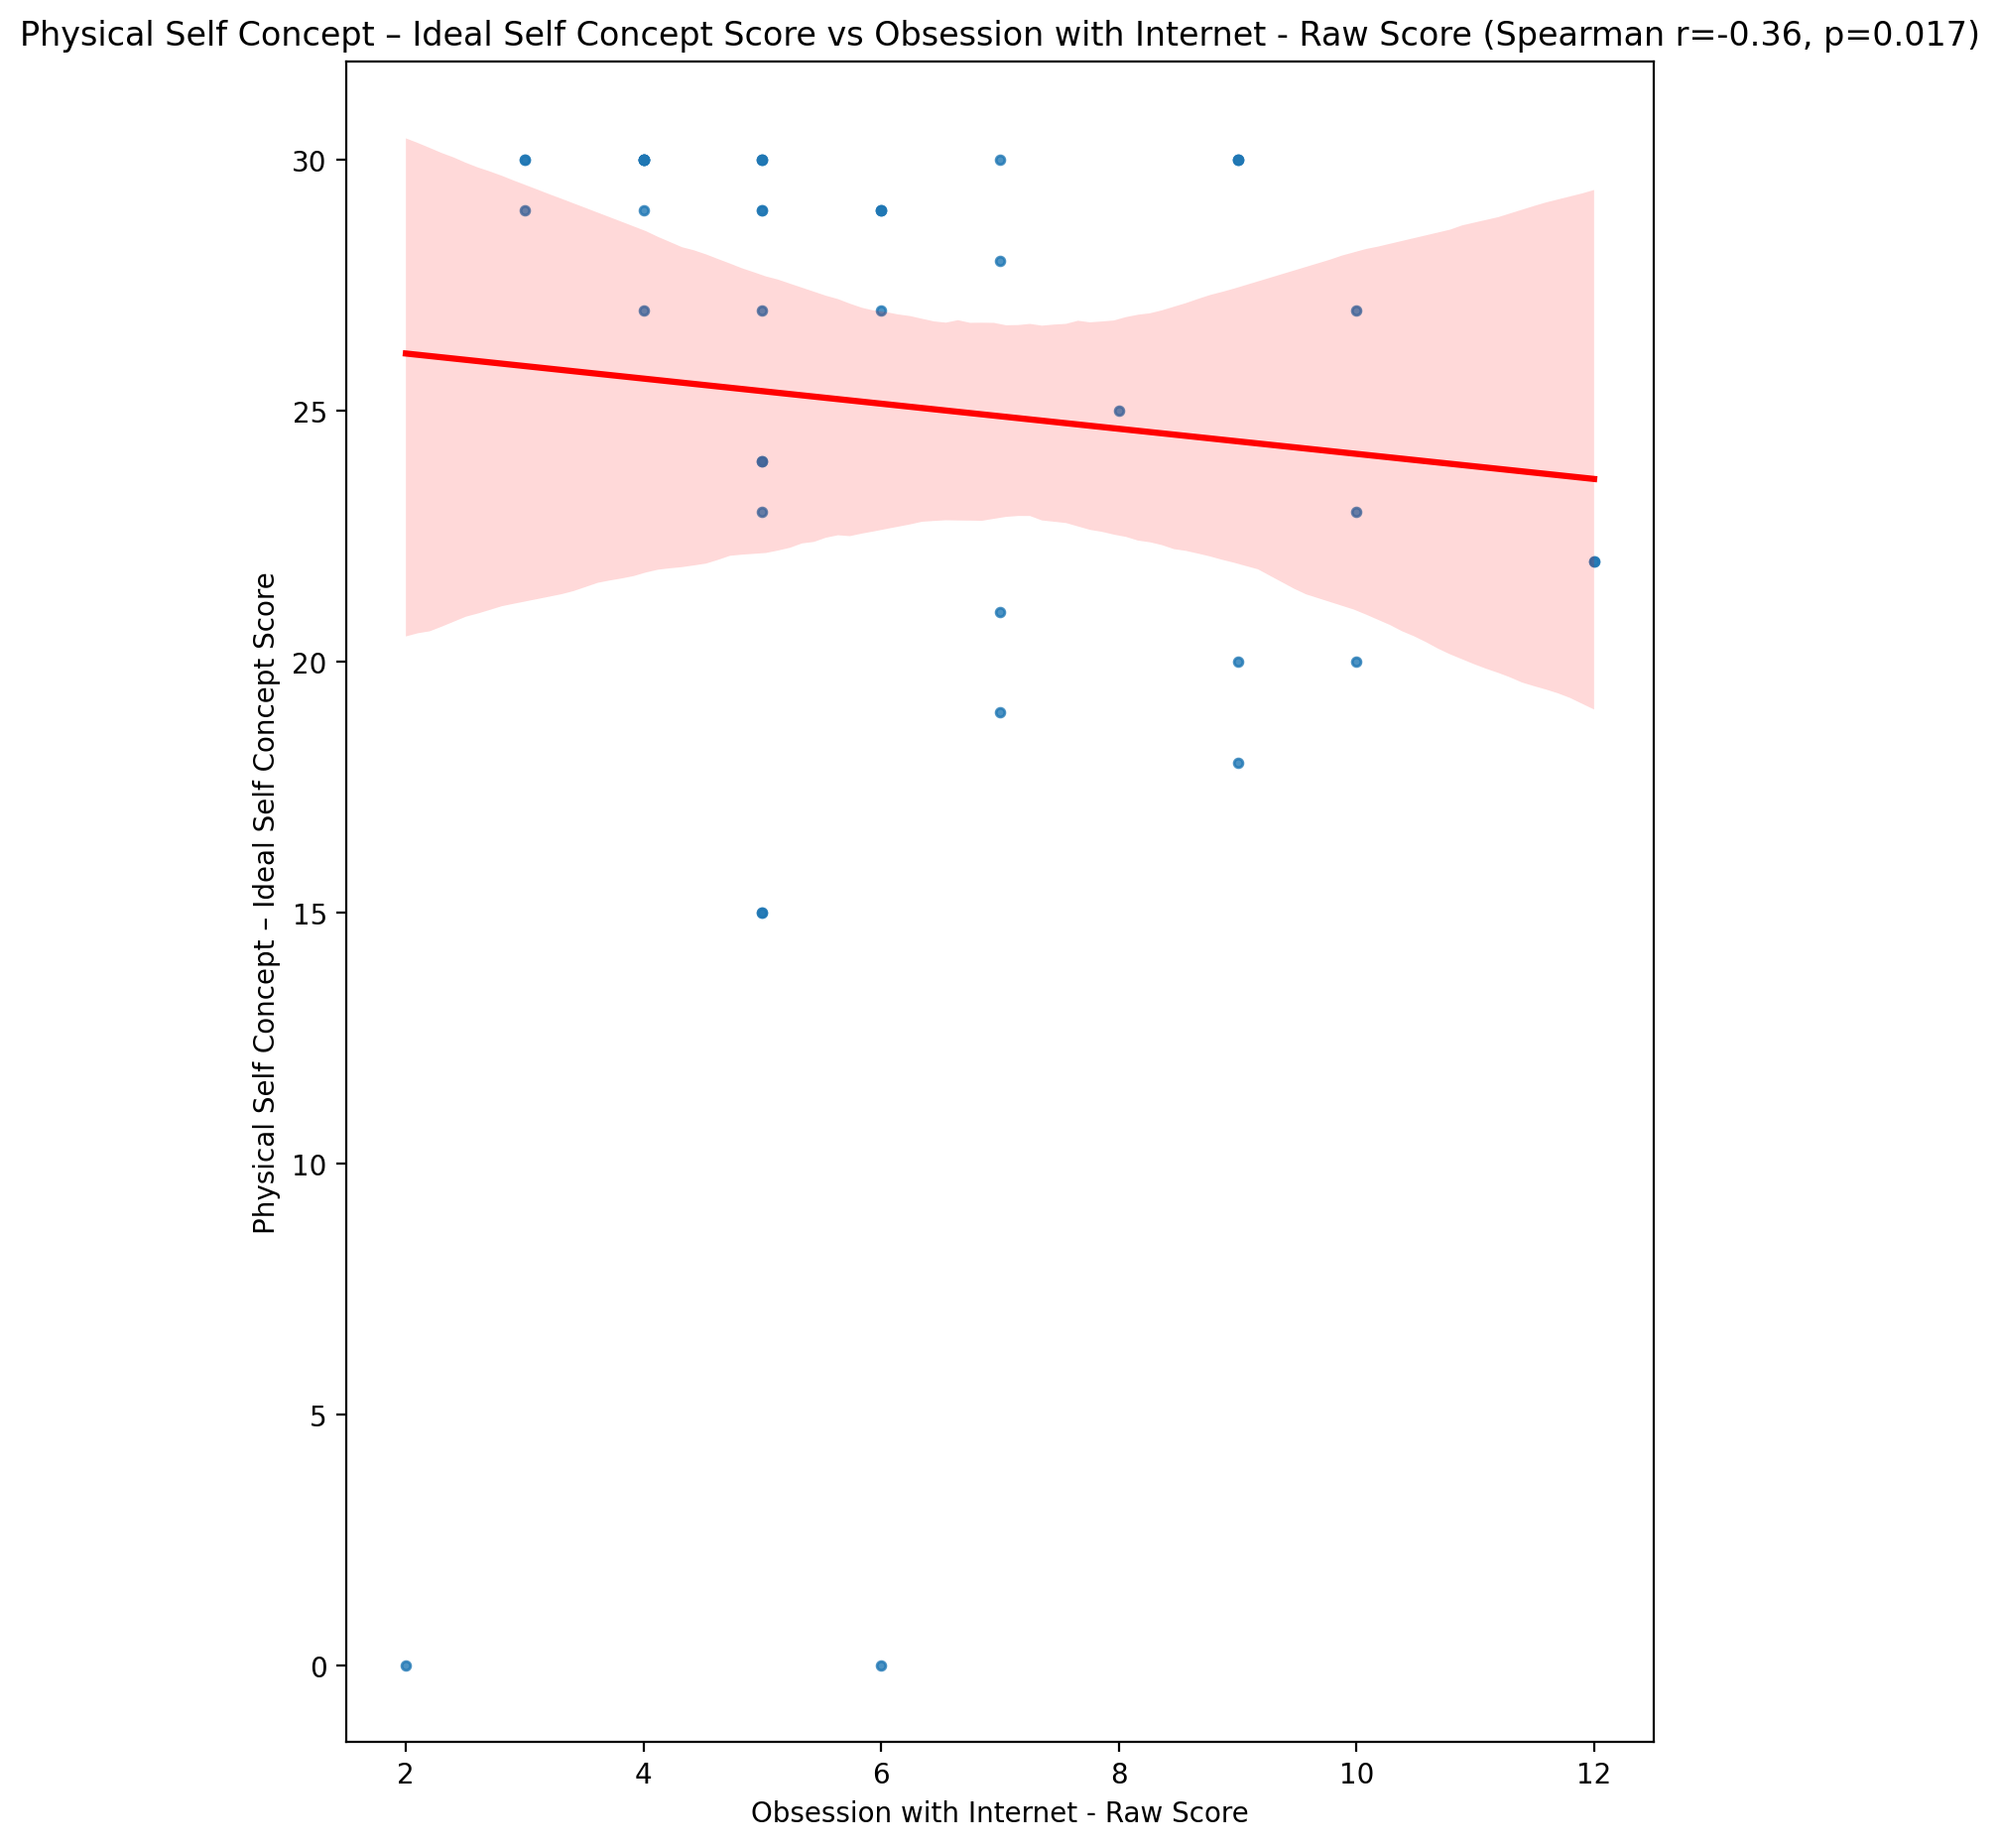 Physical Self Concept – Ideal Self Concept Score vs Obsession with Internet - Raw Score (Spearman r=-0.36, p=0.017)
Physical Self Concept – Ideal Self Concept Score
30
25
20
15
10
5
0
2 4 6 8 10 12
Obsession with Internet - Raw Score